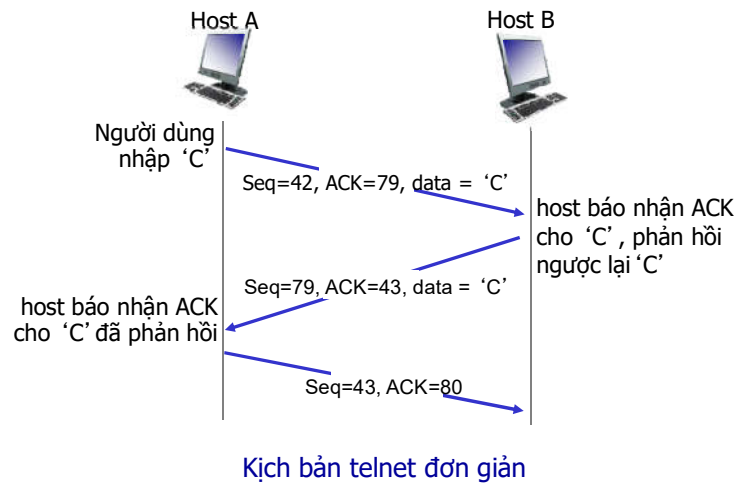 Host A
Host B
Người dùng
nhập ‘C’
Seq=42, ACK=79, data = ‘C’
host báo nhận ACK
cho ‘C’, phản hồi
ngược lại ‘C’
Seq=79, ACK=43, data = ‘C’
host báo nhận ACK
cho ‘C’ đã phản hồi
Seq=43, ACK=80
Kịch bản telnet đơn giản